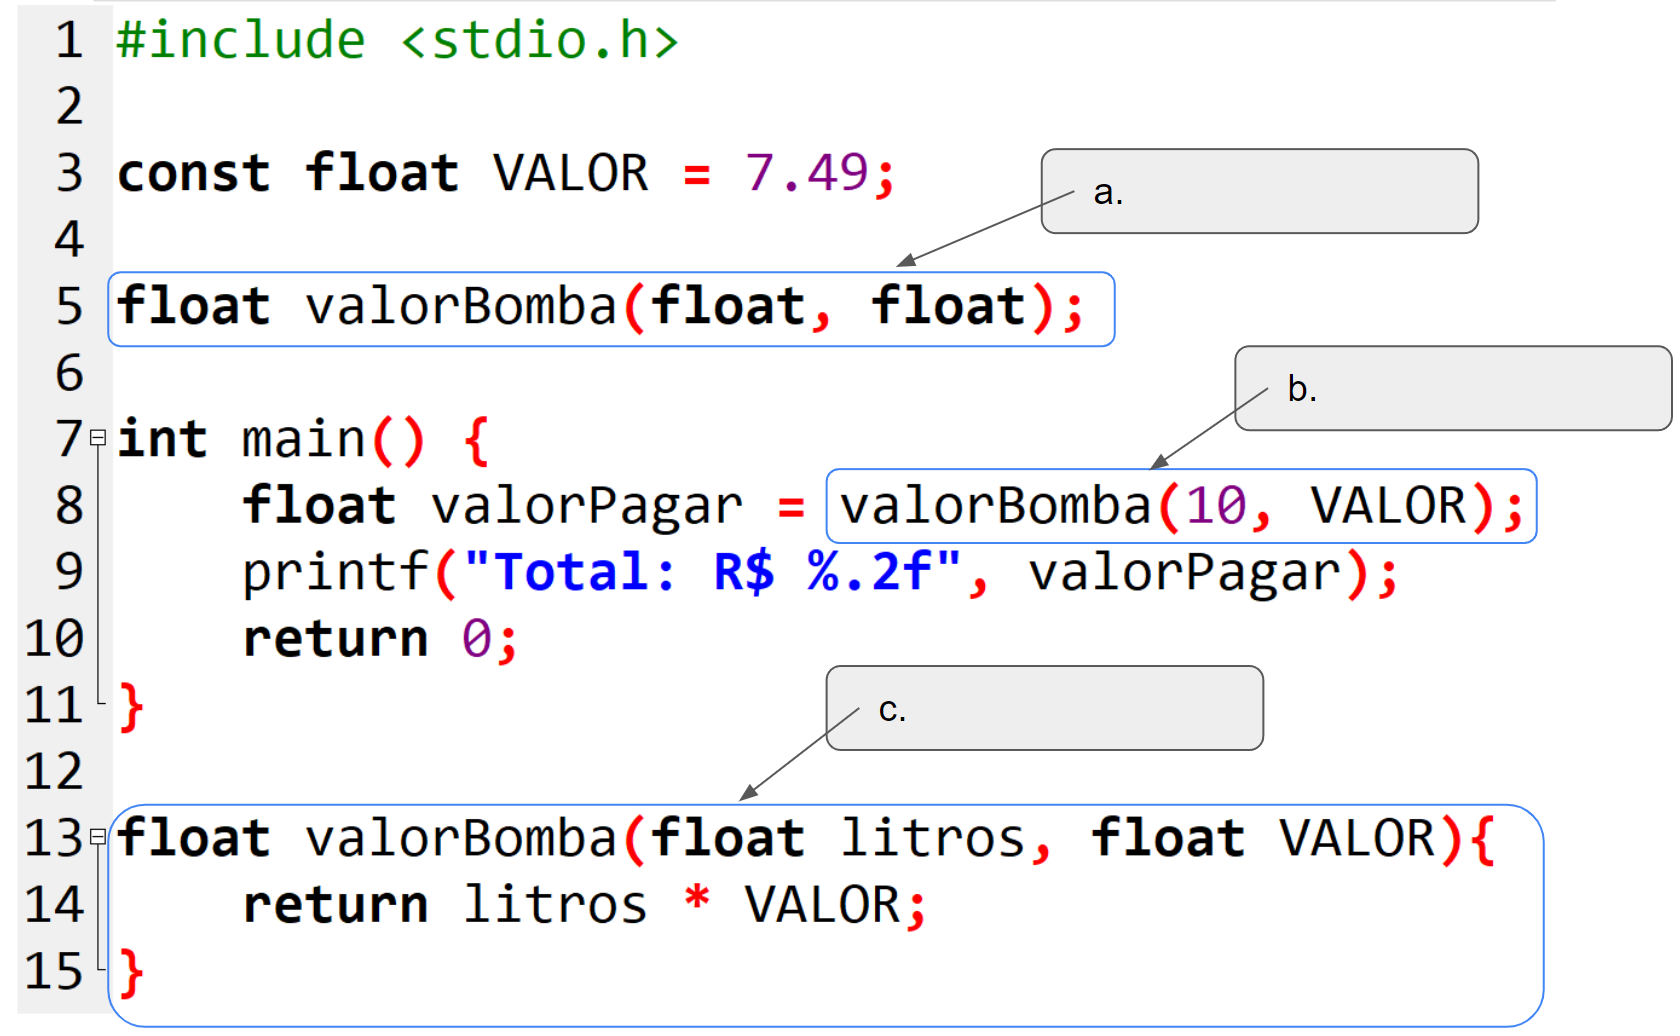 1 #include <stdio.h>
2
3 const float VALOR = 7.49;
a.
4
5 float valorBomba(float, float);
6
b.
7 int main() {
8     float valorPagar = valorBomba(10, VALOR);
9     printf("Total: R$ %.2f", valorPagar);
10     return 0;
11 }
c.
12
13 float valorBomba(float litros, float VALOR){
14     return litros * VALOR;
15 }